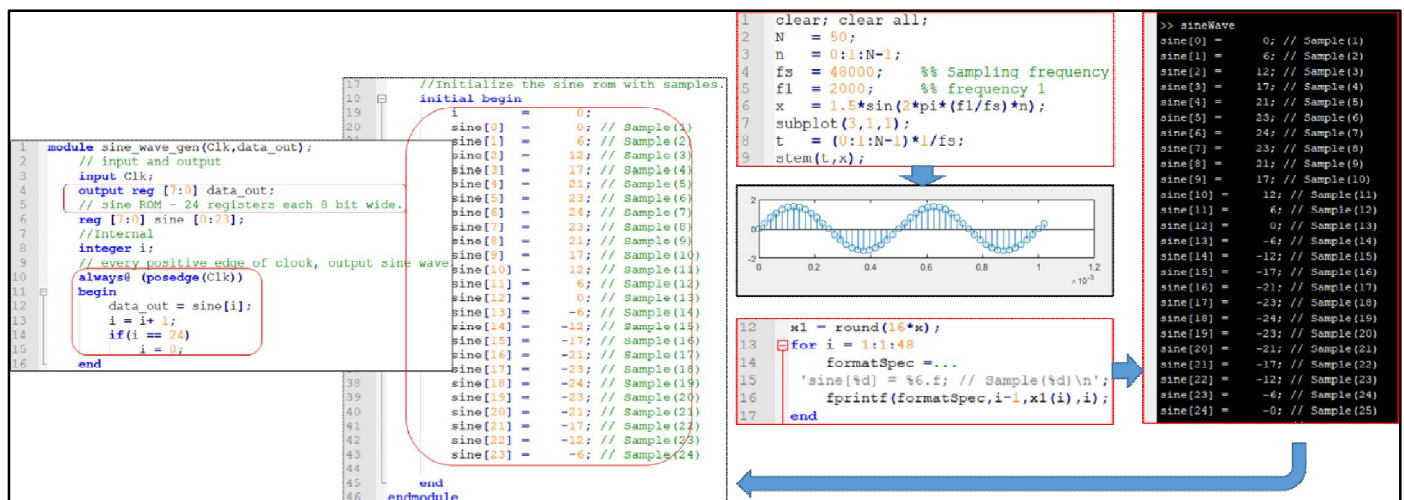 1 module sine_wave_gen(Clk,data_out);
2 // input and output
3 input Clk;
4 output reg [7:0] data_out;
5 // sine ROM - 24 registers each 8 bit wide.
6 reg [7:0] sine [0:23];
7 //Internal
8 integer i;
9 // every positive edge of clock, output sine wave
10 always@ (posedge(Clk))
11 begin
12 data_out = sine[i];
13 i = i+ 1;
14 if(i == 24)
15 i = 0;
16 end
17 //Initialize the sine rom with samples.
18 initial begin
19 i = 0;
20 sine[0] = 0; // Sample(1)
sine[1] = 6; // Sample(2)
sine[2] = 12; // Sample(3)
sine[3] = 17; // Sample(4)
sine[4] = 21; // Sample(5)
sine[5] = 23; // Sample(6)
sine[6] = 24; // Sample(7)
sine[7] = 23; // Sample(8)
sine[8] = 21; // Sample(9)
sine[9] = 17; // Sample(10)
sine[10] = 12; // Sample(11)
sine[11] = 6; // Sample(12)
sine[12] = 0; // Sample(13)
sine[13] = -6; // Sample(14)
sine[14] = -12; // Sample(15)
sine[15] = -17; // Sample(16)
sine[16] = -21; // Sample(17)
sine[17] = -23; // Sample(18)
38 sine[18] = -24; // Sample(19)
39 sine[19] = -23; // Sample(20)
40 sine[20] = -21; // Sample(21)
41 sine[21] = -17; // Sample(22)
42 sine[22] = -12; // Sample(23)
43 sine[23] = -6; // Sample(24)
44
45 end
46 endmodule
1 clear; clear all;
2 N = 50;
3 n = 0:1:N-1;
4 fs = 48000; %% Sampling frequency
5 f1 = 2000; %% frequency 1
6 x = 1.5*sin(2*pi*(f1/fs)*n);
7 subplot(3,1,1);
8 t = (0:1:N-1)*1/fs;
9 stem(t,x);
2
0
-2
0 0.2 0.4 0.6 0.8 1 1.2
×10⁻³
12 x1 = round(16*x);
13 for i = 1:1:48
14 formatSpec =...
15 'sine[%d] = %6.f; // Sample(%d)\n';
16 fprintf(formatSpec,i-1,x1(i),i);
17 end
>> sineWave
sine[0] = 0; // Sample(1)
sine[1] = 6; // Sample(2)
sine[2] = 12; // Sample(3)
sine[3] = 17; // Sample(4)
sine[4] = 21; // Sample(5)
sine[5] = 23; // Sample(6)
sine[6] = 24; // Sample(7)
sine[7] = 23; // Sample(8)
sine[8] = 21; // Sample(9)
sine[9] = 17; // Sample(10)
sine[10] = 12; // Sample(11)
sine[11] = 6; // Sample(12)
sine[12] = 0; // Sample(13)
sine[13] = -6; // Sample(14)
sine[14] = -12; // Sample(15)
sine[15] = -17; // Sample(16)
sine[16] = -21; // Sample(17)
sine[17] = -23; // Sample(18)
sine[18] = -24; // Sample(19)
sine[19] = -23; // Sample(20)
sine[20] = -21; // Sample(21)
sine[21] = -17; // Sample(22)
sine[22] = -12; // Sample(23)
sine[23] = -6; // Sample(24)
sine[24] = -0; // Sample(25)